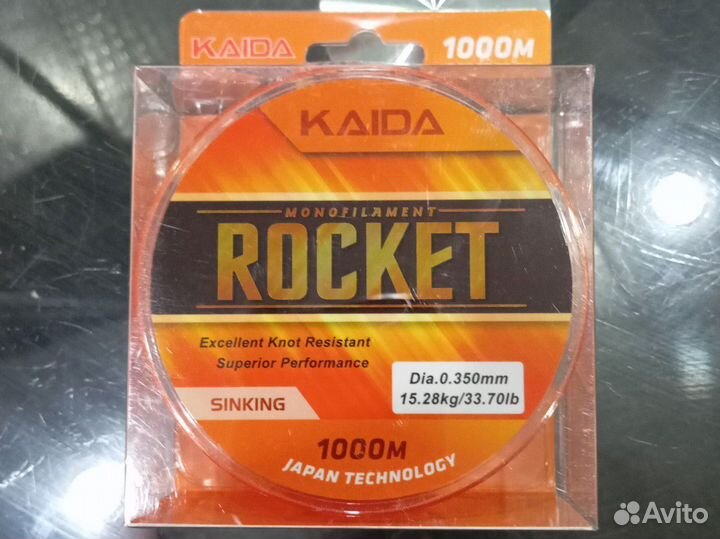 KAIDA 1000M
KAIDA
MONOFILAMENT
ROCKET
Excellent Knot Resistant
Superior Performance
Dia.0.350mm
15.28kg/33.70lb
SINKING
1000M
JAPAN TECHNOLOGY
Avito